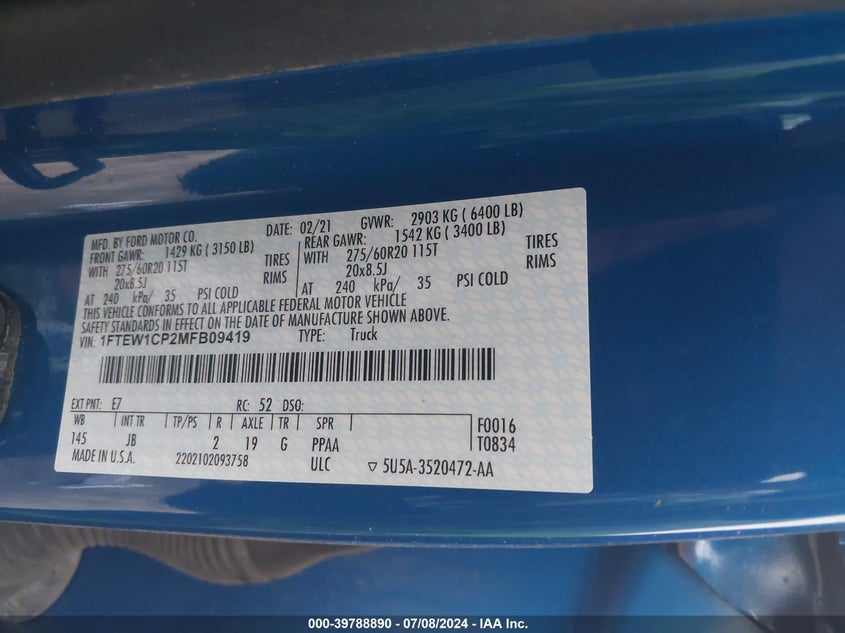 MFD. BY FORD MOTOR CO. DATE: 02/21 GVWR: 2903 KG ( 6400 LB)
FRONT GAWR: 1429 KG ( 3150 LB) REAR GAWR: 1542 KG ( 3400 LB)
WITH 275/60R20 115T TIRES WITH 275/60R20 115T TIRES
20x8.5J RIMS 20x8.5J RIMS
AT 240 kPa/ 35 PSI COLD AT 240 kPa/ 35 PSI COLD
THIS VEHICLE CONFORMS TO ALL APPLICABLE FEDERAL MOTOR VEHICLE
SAFETY STANDARDS IN EFFECT ON THE DATE OF MANUFACTURE SHOWN ABOVE.
VIN: 1FTEW1CP2MFB09419 TYPE: Truck
EXT PNT: E7 RC: 52 DSO:
WB INT TR TP/PS R AXLE TR SPR F0016
145 JB 2 19 G PPAA T0834
MADE IN U.S.A. 2202102093758 ULC ▽ 5U5A-3520472-AA
000-39788890 / 07/08/2024 - IAA Inc.